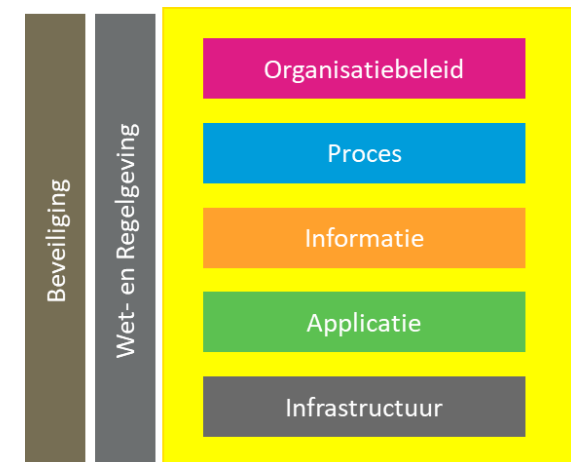 Beveiliging
Wet- en Regelgeving
Organisatiebeleid
Proces
Informatie
Applicatie
Infrastructuur